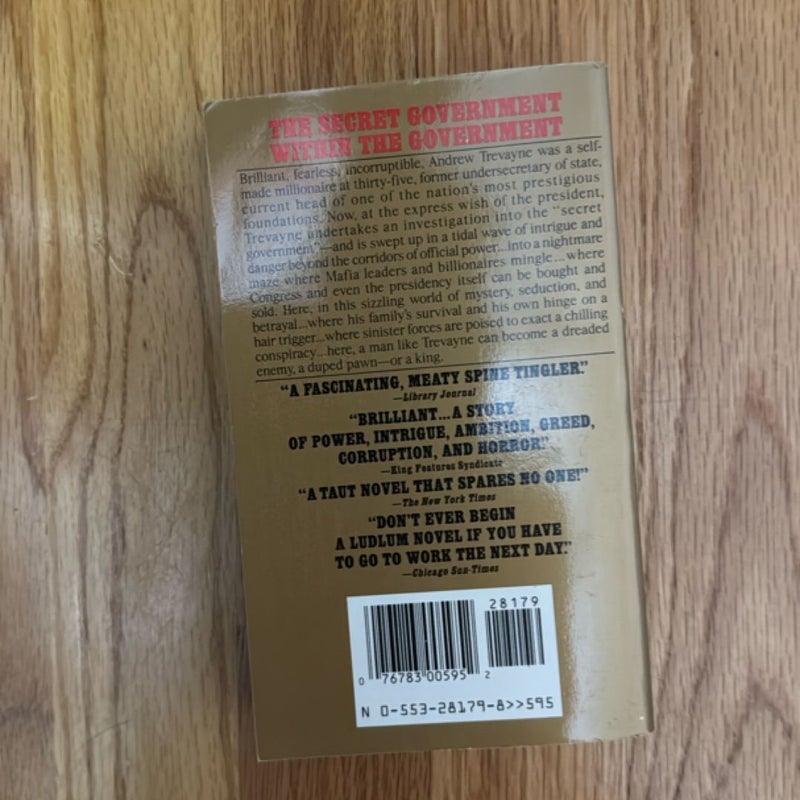 THE SECRET GOVERNMENT
WITHIN THE GOVERNMENT
Brilliant, fearless, incorruptible, Andrew Trevayne was a self-
made millionaire at thirty-five, former undersecretary of state,
current head of one of the nation's most prestigious
foundations. Now, at the express wish of the president,
Trevayne undertakes an investigation into the "secret
government"—and is swept up in a tidal wave of intrigue and
danger beyond the corridors of official power...into a nightmare
maze where Mafia leaders and billionaires mingle...where
Congress and even the presidency itself can be bought and
sold. Here, in this sizzling world of mystery, seduction, and
betrayal...where his family's survival and his own hinge on a
hair trigger...where sinister forces are poised to exact a chilling
conspiracy...here, a man like Trevayne can become a dreaded
enemy, a duped pawn—or a king.
"A FASCINATING, MEATY SPINE TINGLER."
—Library Journal
"BRILLIANT...A STORY
OF POWER, INTRIGUE, AMBITION, GREED,
CORRUPTION, AND HORROR."
—King Features Syndicate
"A TAUT NOVEL THAT SPARES NO ONE!"
—The New York Times
"DON'T EVER BEGIN
A LUDLUM NOVEL IF YOU HAVE
TO GO TO WORK THE NEXT DAY."
—Chicago Sun-Times
28179
0 76783 00595 2
N 0-553-28179-8>>595